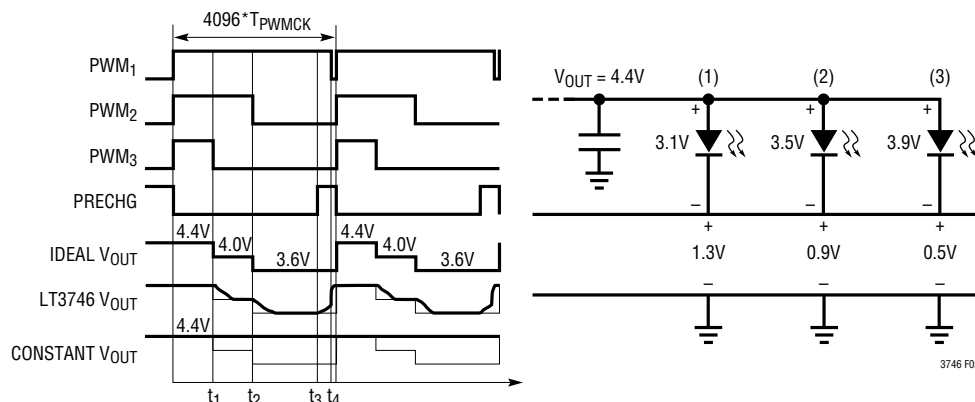 4096*TPWMCK
PWM1
PWM2
PWM3
PRECHG
4.4V
4.0V
3.6V
4.4V
4.0V
3.6V
IDEAL VOUT
LT3746 VOUT
4.4V
CONSTANT VOUT
t1 t2 t3 t4
VOUT = 4.4V (1) (2) (3)
+ + +
3.1V 3.5V 3.9V
– – –
+ + +
1.3V 0.9V 0.5V
– – –
3746 F0